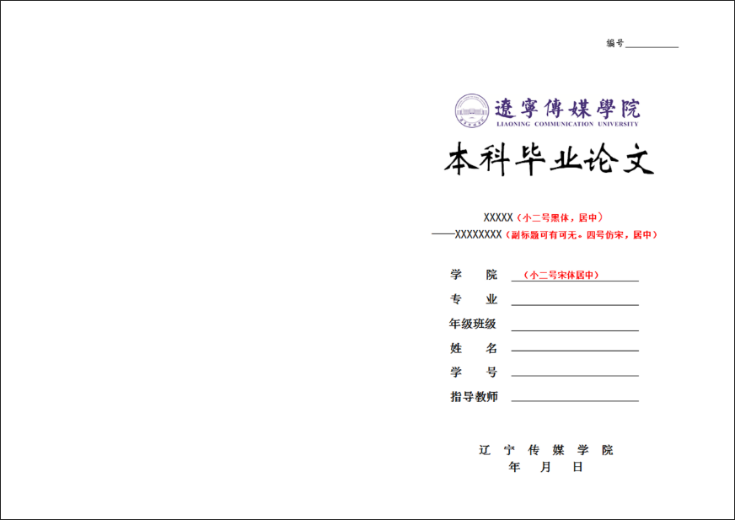 编号
遼寧傳媒學院
LIAONING COMMUNICATION UNIVERSITY
本科毕业论文
XXXXX（小二号黑体，居中）
——XXXXXXXX（副标题可有可无。四号仿宋，居中）
学 院 （小二号宋体居中）
专 业
年级班级
姓 名
学 号
指导教师
辽 宁 传 媒 学 院
年 月 日